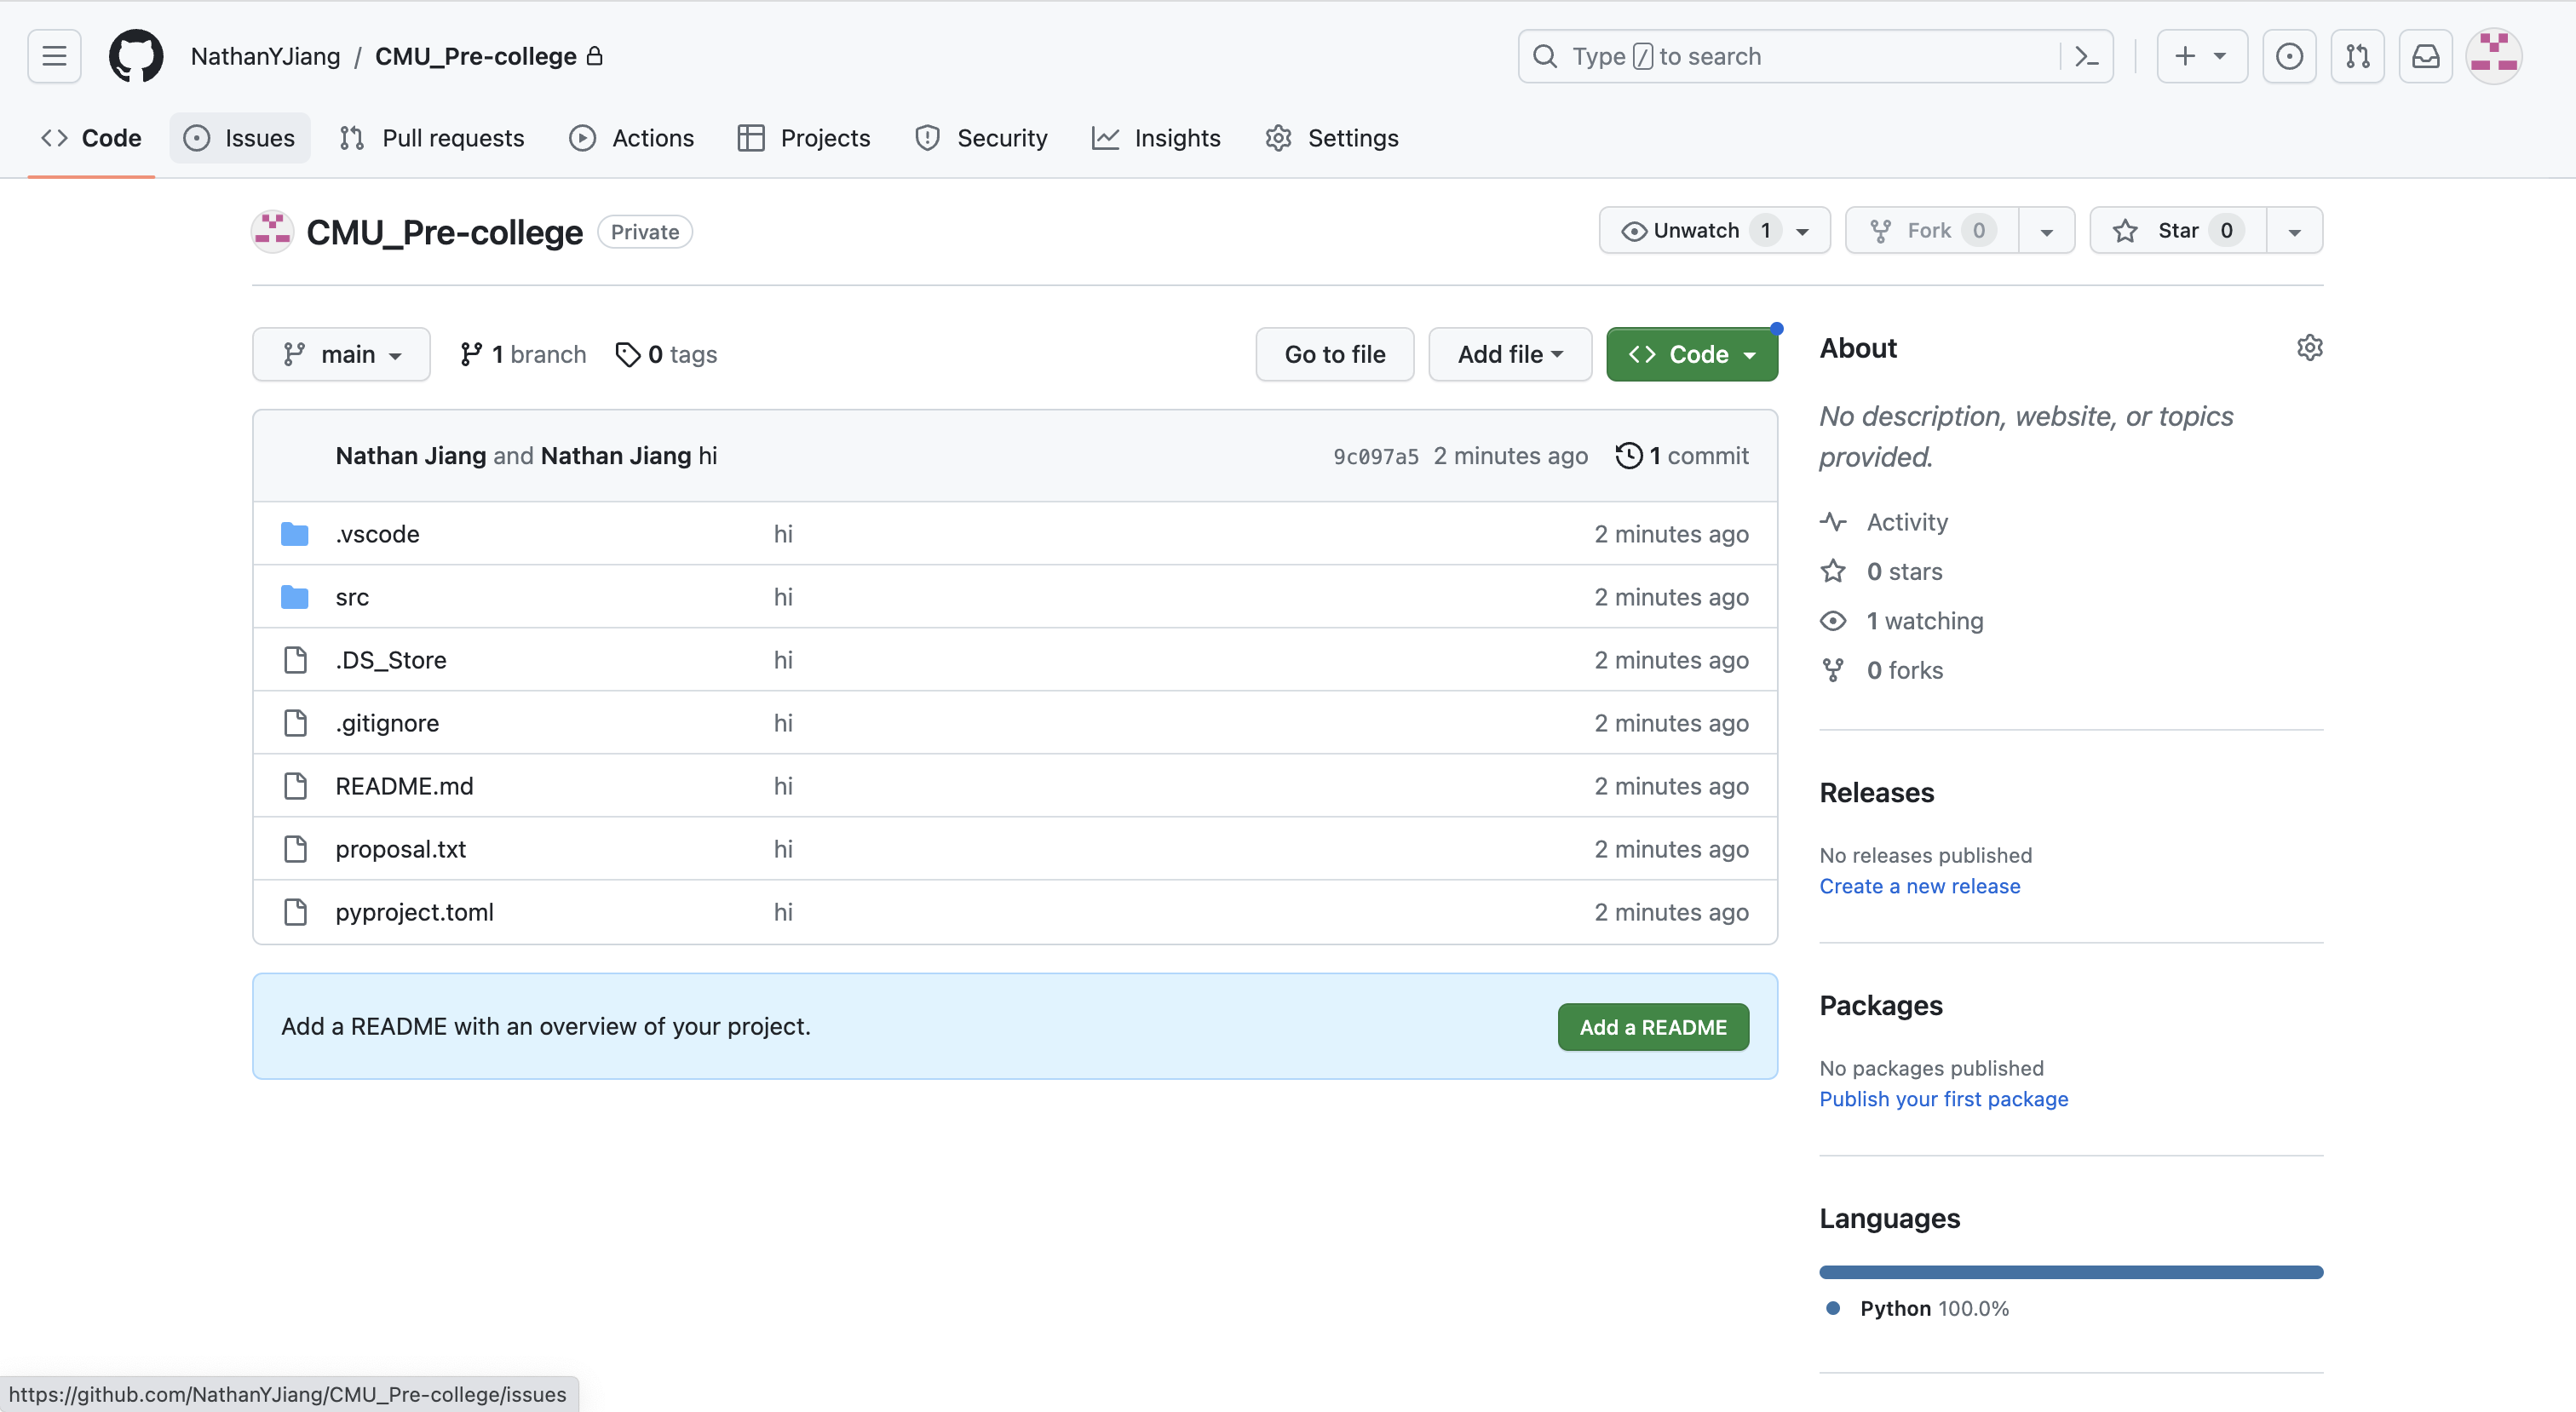 NathanYJiang / CMU_Pre-college
Type / to search
Code Issues Pull requests Actions Projects Security Insights Settings
CMU_Pre-college Private
Unwatch 1 Fork 0 Star 0
main 1 branch 0 tags Go to file Add file Code
Nathan Jiang and Nathan Jiang hi 9c097a5 2 minutes ago 1 commit
.vscode hi 2 minutes ago
src hi 2 minutes ago
.DS_Store hi 2 minutes ago
.gitignore hi 2 minutes ago
README.md hi 2 minutes ago
proposal.txt hi 2 minutes ago
pyproject.toml hi 2 minutes ago
Add a README with an overview of your project. Add a README
About
No description, website, or topics
provided.
Activity
0 stars
1 watching
0 forks
Releases
No releases published
Create a new release
Packages
No packages published
Publish your first package
Languages
Python 100.0%
https://github.com/NathanYJiang/CMU_Pre-college/issues